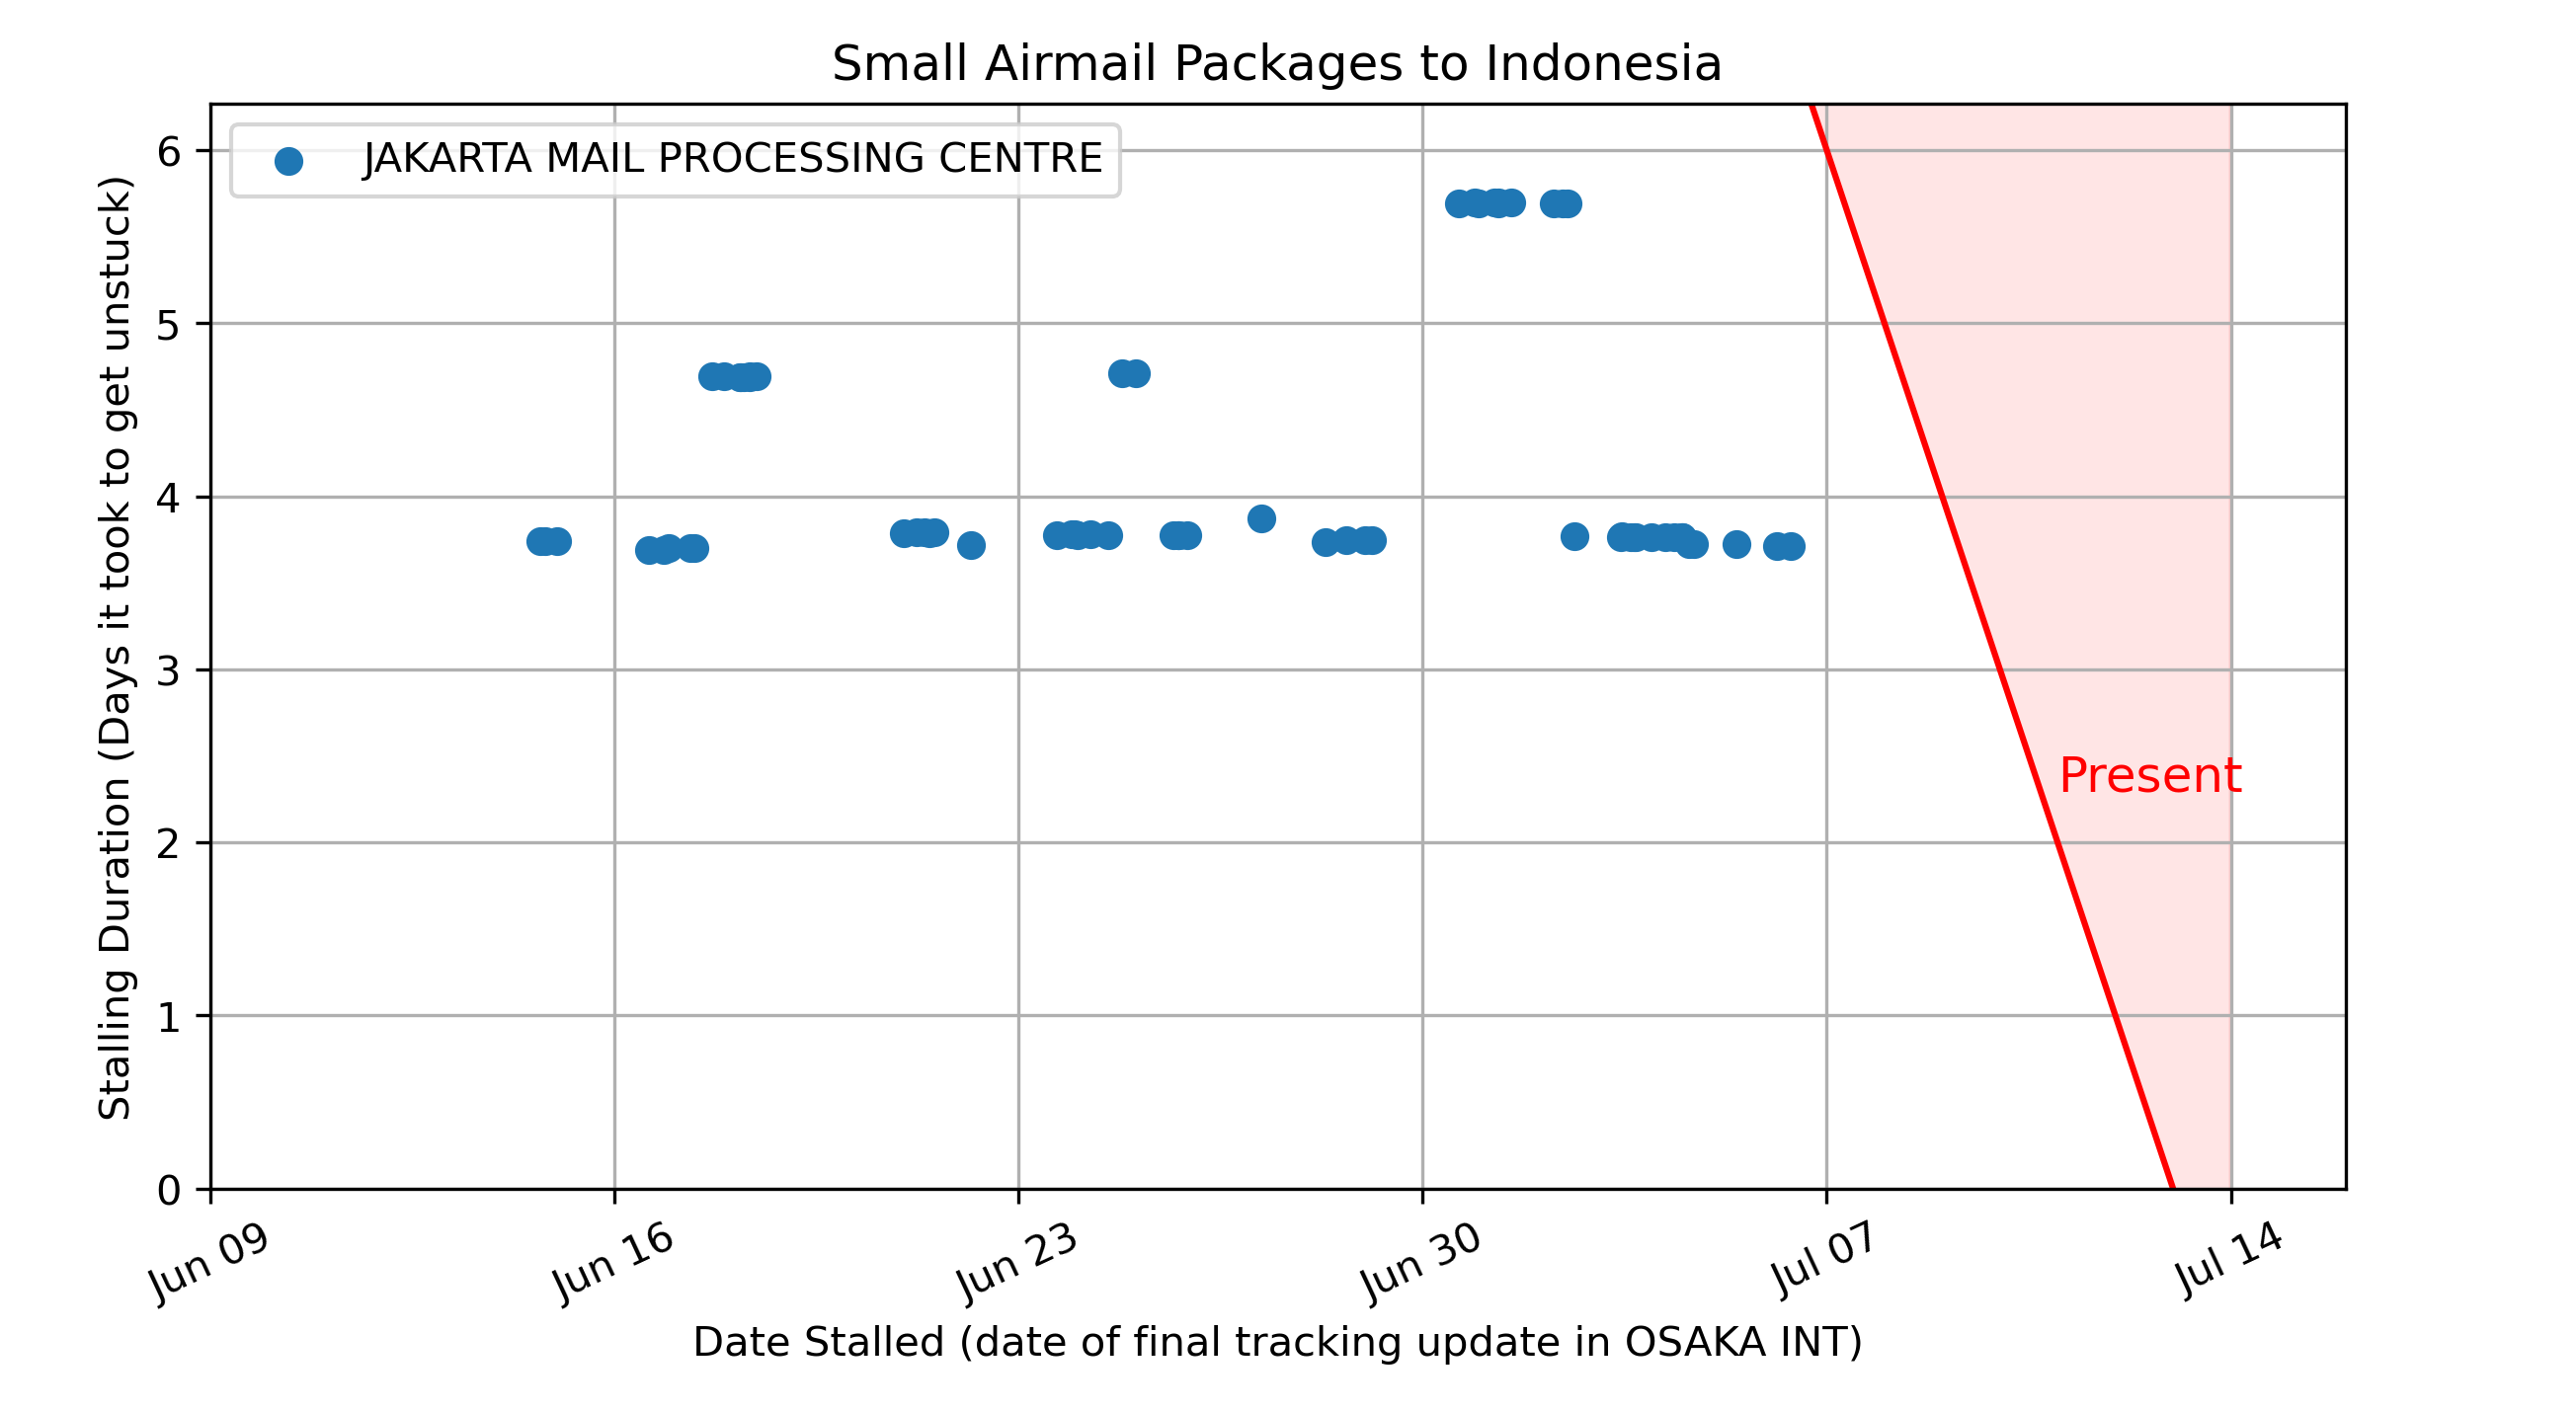 Small Airmail Packages to Indonesia
JAKARTA MAIL PROCESSING CENTRE
Stalling Duration (Days it took to get unstuck)
6
5
4
3
2
1
0
Present
Jun 09
Jun 16
Jun 23
Jun 30
Jul 07
Jul 14
Date Stalled (date of final tracking update in OSAKA INT)